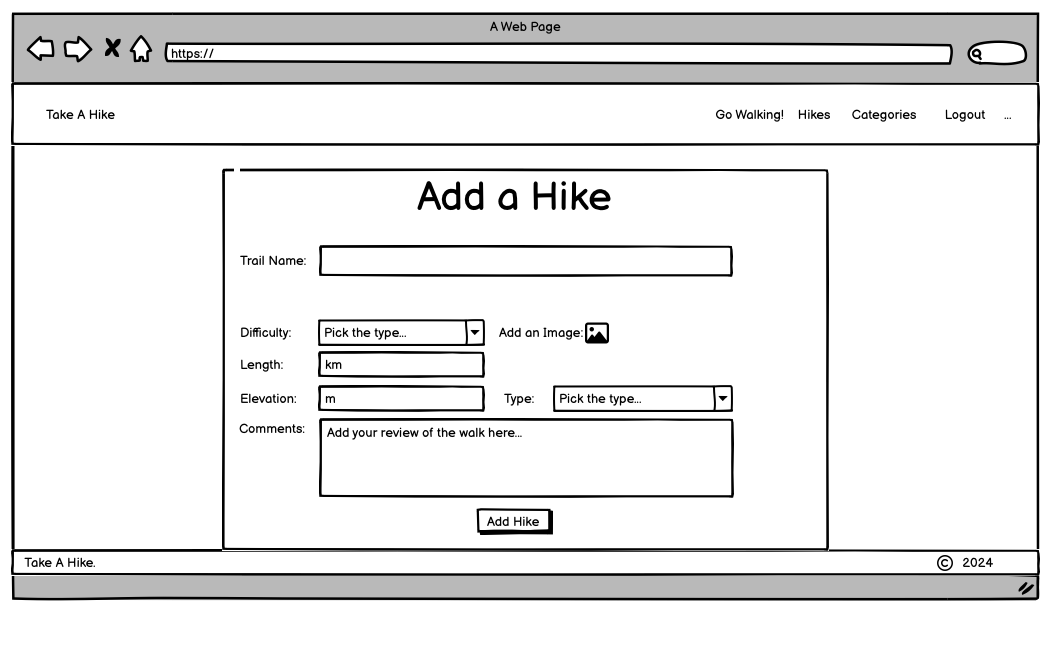 A Web Page
https://
Take A Hike Go Walking! Hikes Categories Logout ...
Add a Hike
Trail Name:
Difficulty: Pick the type... Add an Image:
Length: km
Elevation: m Type: Pick the type...
Comments: Add your review of the walk here...
Add Hike
Take A Hike. © 2024